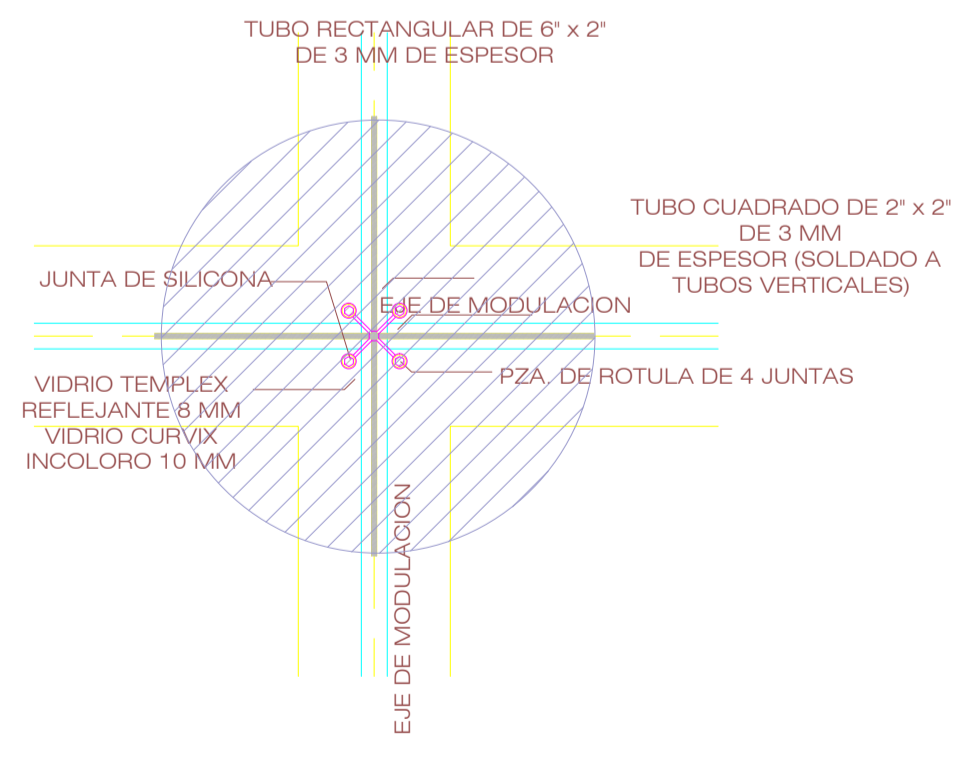 TUBO RECTANGULAR DE 6" x 2"
DE 3 MM DE ESPESOR
TUBO CUADRADO DE 2" x 2"
DE 3 MM
DE ESPESOR (SOLDADO A
TUBOS VERTICALES)
JUNTA DE SILICONA
EJE DE MODULACION
PZA. DE ROTULA DE 4 JUNTAS
VIDRIO TEMPLEX
REFLEJANTE 8 MM
VIDRIO CURVIX
INCOLORO 10 MM
EJE DE MODULACION